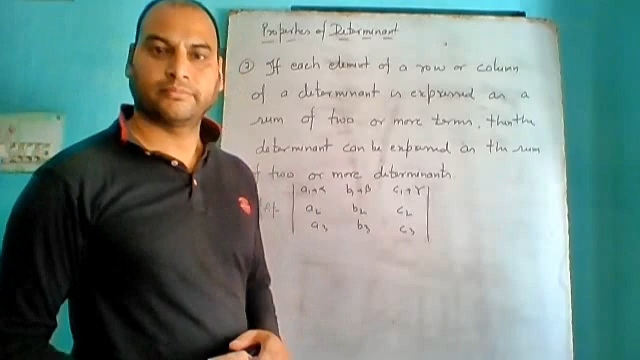 Properties of Determinant
② If each element of a row or column
of a determinant is expressed as a
sum of two or more terms, then the
determinant can be expressed as the sum
of two or more determinants.
| a₁+α b₁+β c₁+γ |
| a₂ b₂ c₂ |
| a₃ b₃ c₃ |